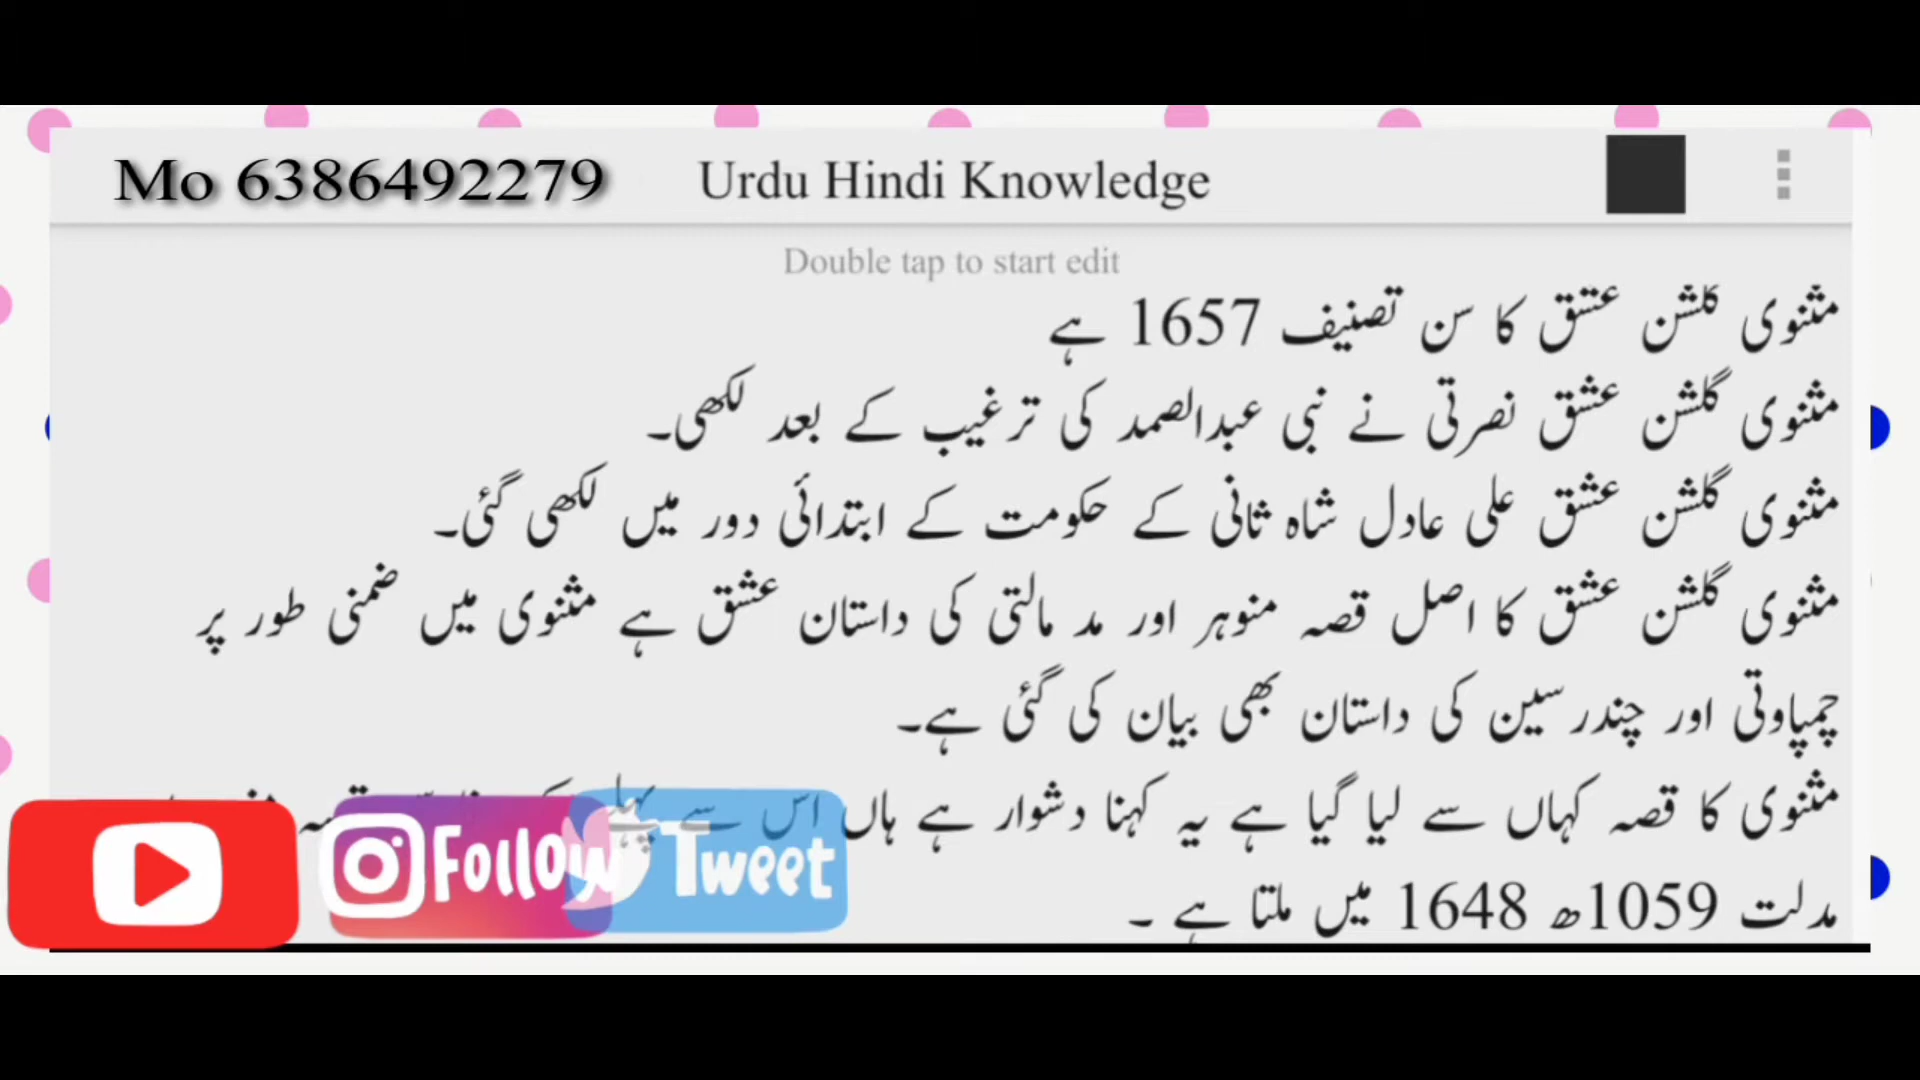 Mo 6386492279
Urdu Hindi Knowledge
Double tap to start edit
مثنوی گلشن عشق کا سن تصنیف 1657 ہے
مثنوی گلشن عشق نصرتی نے نبی عبدالصمد کی ترغیب کے بعد لکھی۔
مثنوی گلشن عشق علی عادل شاہ ثانی کے حکومت کے ابتدائی دور میں لکھی گئی۔
مثنوی گلشن عشق کا اصل قصہ منوہر اور مد مالتی کی داستان عشق ہے مثنوی میں ضمنی طور پر
چمپاوتی اور چندرسین کی داستان بھی بیان کی گئی ہے۔
مثنوی کا قصہ کہاں سے لیا گیا ہے یہ کہنا دشوار ہے ہاں اس سے پہلے
مدلت 1059ھ 1648 میں ملتا ہے ۔
Follow
Tweet